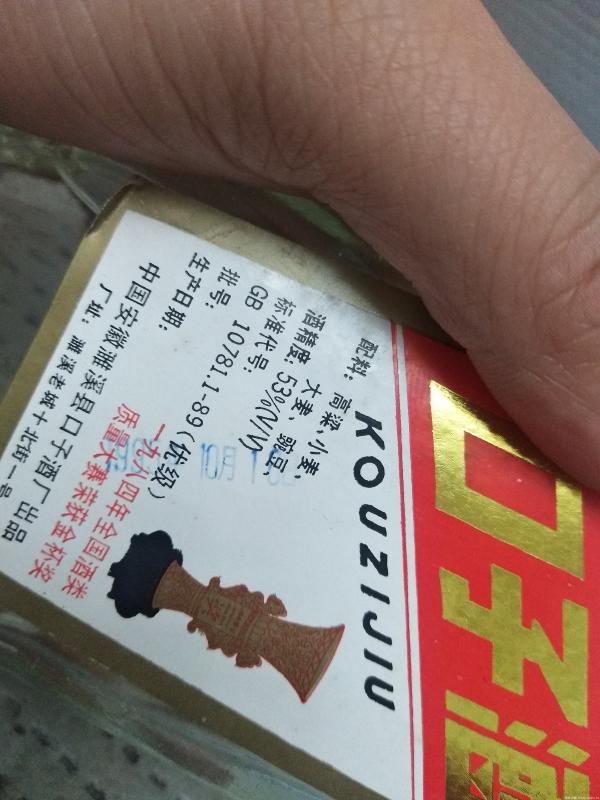 口子酒
KOUZIJIU
配料：高粱、小麦、
大麦、豌豆、
酒精度：53%(V/V)
标准代号：
GB 10781.1-89（优级）
批号：
生产日期：
10月1
一九八四年全国酒类
质量大赛荣获金杯奖
中国安徽濉溪县口子酒厂出品
厂址：濉溪老城十北街一号